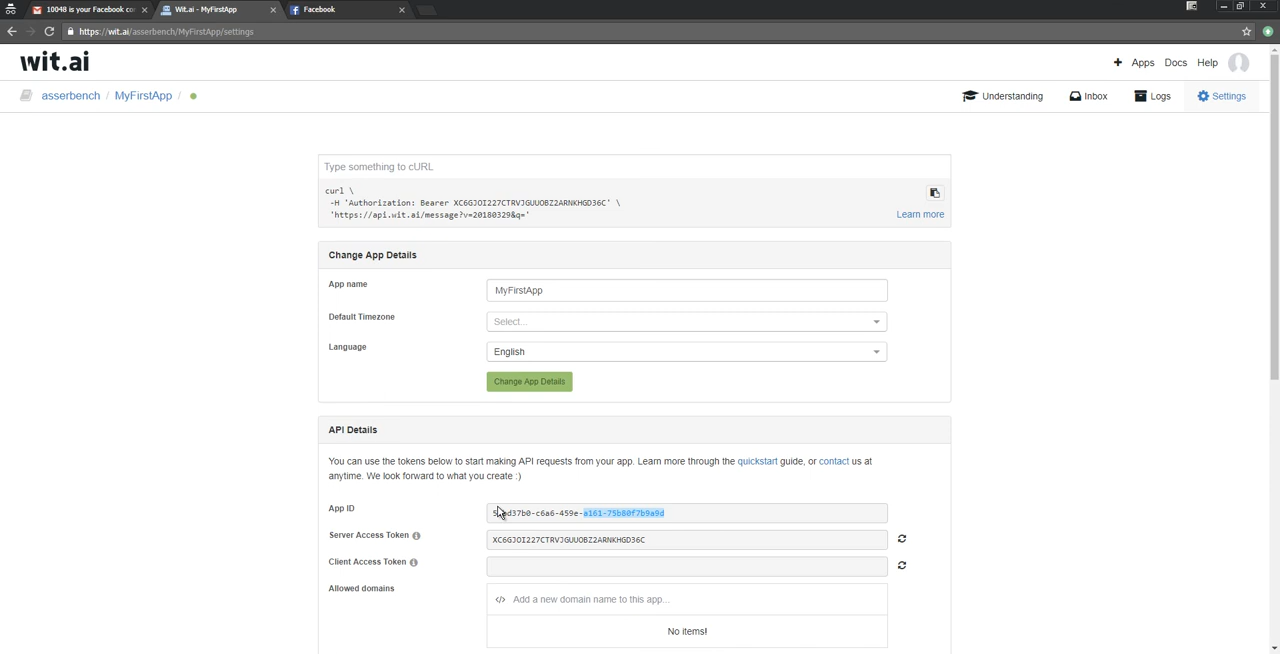 10048 is your Facebook co
Wit.ai - MyFirstApp
Facebook
https://wit.ai/asserbench/MyFirstApp/settings
wit.ai
+ Apps Docs Help
asserbench / MyFirstApp /
Understanding Inbox Logs Settings
Type something to cURL
curl \
-H 'Authorization: Bearer XC6GJOI227CTRVJGUUOBZ2ARNKHGD36C' \
'https://api.wit.ai/message?v=20180329&q='
Learn more
Change App Details
App name
MyFirstApp
Default Timezone
Select...
Language
English
Change App Details
API Details
You can use the tokens below to start making API requests from your app. Learn more through the quickstart guide, or contact us at
anytime. We look forward to what you create :)
App ID
d37b0-c6a6-459e-a161-75b80f7b9a9d
Server Access Token
XC6GJOI227CTRVJGUUOBZ2ARNKHGD36C
Client Access Token
Allowed domains
</> Add a new domain name to this app...
No items!